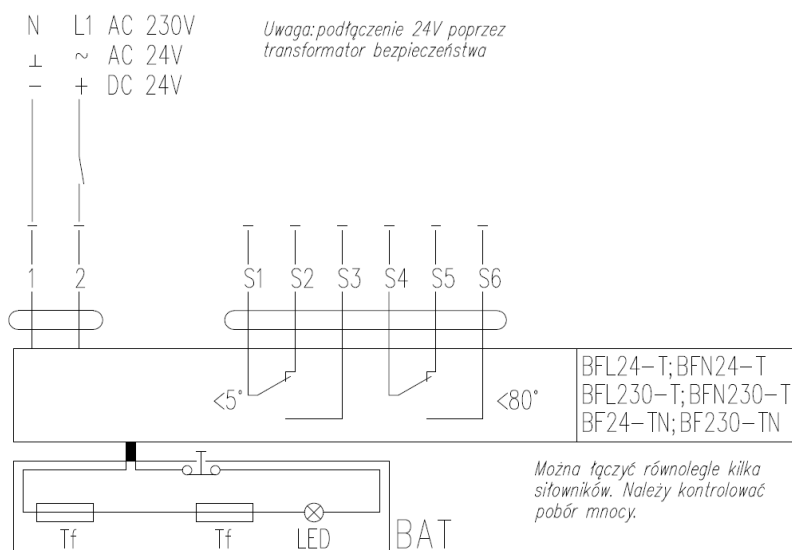 N L1 AC 230V
⊥ ~ AC 24V
− + DC 24V
Uwaga: podłączenie 24V poprzez
transformator bezpieczeństwa
1 2 S1 S2 S3 S4 S5 S6
<5° <80°
BFL24-T; BFN24-T
BFL230-T; BFN230-T
BF24-TN; BF230-TN
Można łączyć równolegle kilka
siłowników. Należy kontrolować
pobór mnocy.
Tf Tf LED BAT